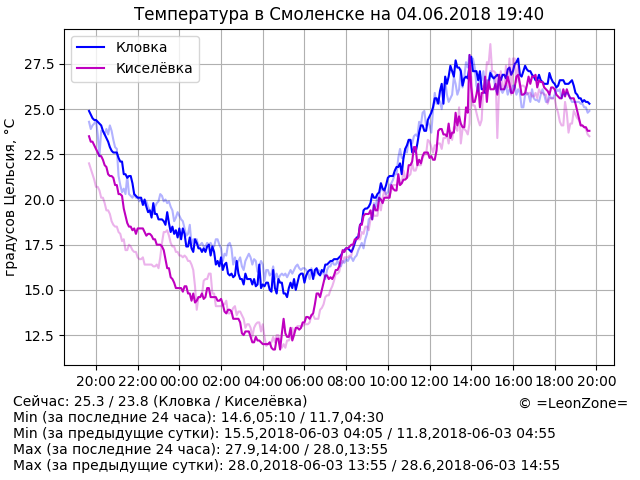 Температура в Смоленске на 04.06.2018 19:40
Кловка
Киселёвка
градусов Цельсия, °C
27.5
25.0
22.5
20.0
17.5
15.0
12.5
20:00 22:00 00:00 02:00 04:00 06:00 08:00 10:00 12:00 14:00 16:00 18:00 20:00
Сейчас: 25.3 / 23.8 (Кловка / Киселёвка)
© =LeonZone=
Min (за последние 24 часа): 14.6,05:10 / 11.7,04:30
Min (за предыдущие сутки): 15.5,2018-06-03 04:05 / 11.8,2018-06-03 04:55
Max (за последние 24 часа): 27.9,14:00 / 28.0,13:55
Max (за предыдущие сутки): 28.0,2018-06-03 13:55 / 28.6,2018-06-03 14:55